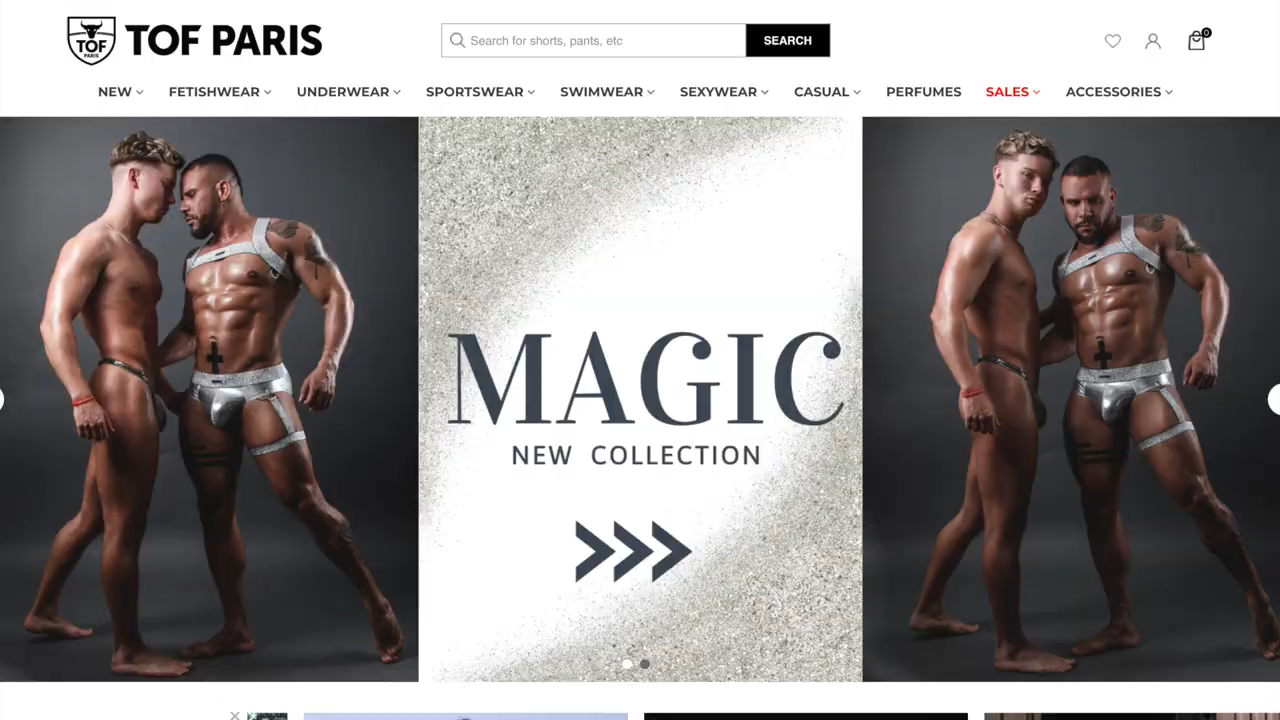 TOF
PARIS
TOF PARIS
Search for shorts, pants, etc
SEARCH
0
NEW
FETISHWEAR
UNDERWEAR
SPORTSWEAR
SWIMWEAR
SEXYWEAR
CASUAL
PERFUMES
SALES
ACCESSORIES
MAGIC
NEW COLLECTION